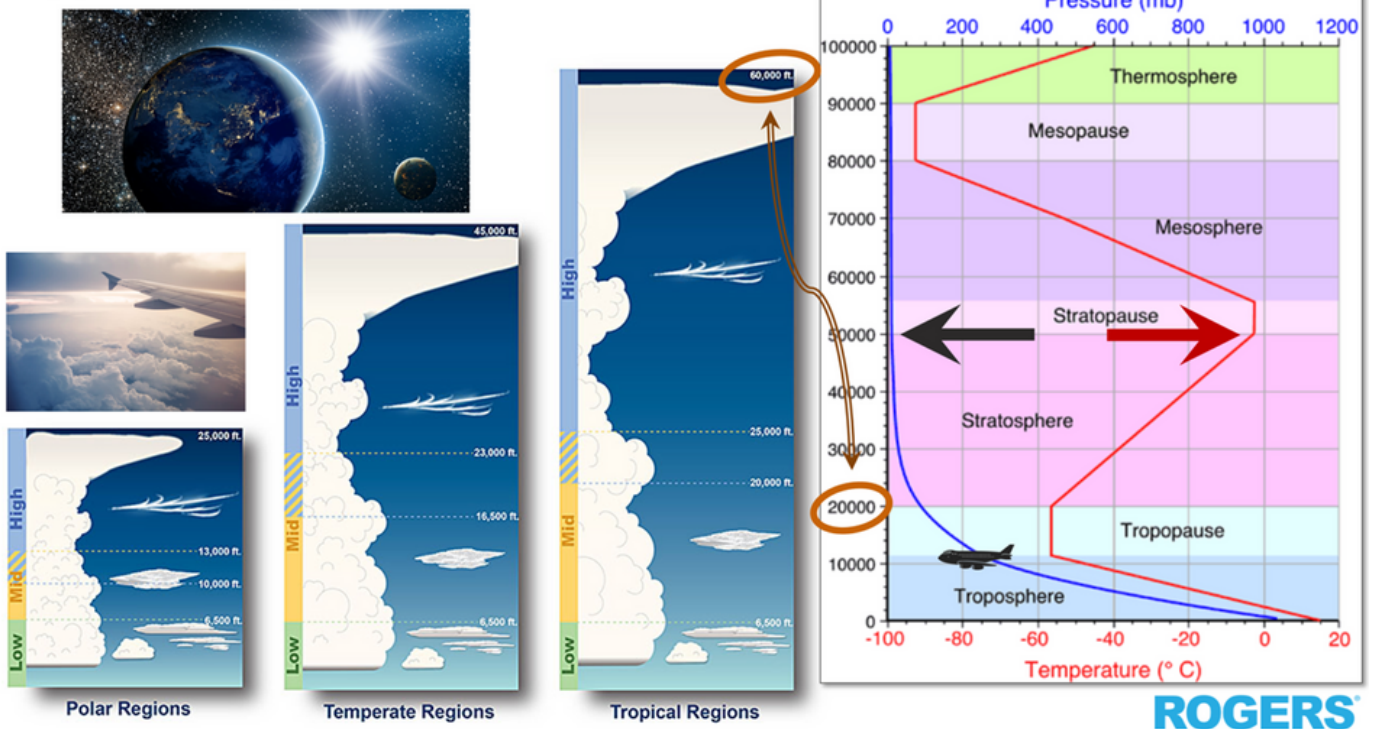 60,000 ft.
High
25,000 ft.
20,000 ft.
Mid
6,500 ft.
Low
Tropical Regions
45,000 ft.
High
23,000 ft.
16,500 ft.
Mid
6,500 ft.
Low
Temperate Regions
25,000 ft.
High
13,000 ft.
Mid
10,000 ft.
6,500 ft.
Low
Polar Regions
Pressure (mb)
0 200 400 600 800 1000 1200
100000
Thermosphere
90000
Mesopause
80000
70000
Mesosphere
60000
Stratopause
50000
40000
Stratosphere
30000
20000
Tropopause
10000
Troposphere
0
-100 -80 -60 -40 -20 0 20
Temperature (° C)
ROGERS